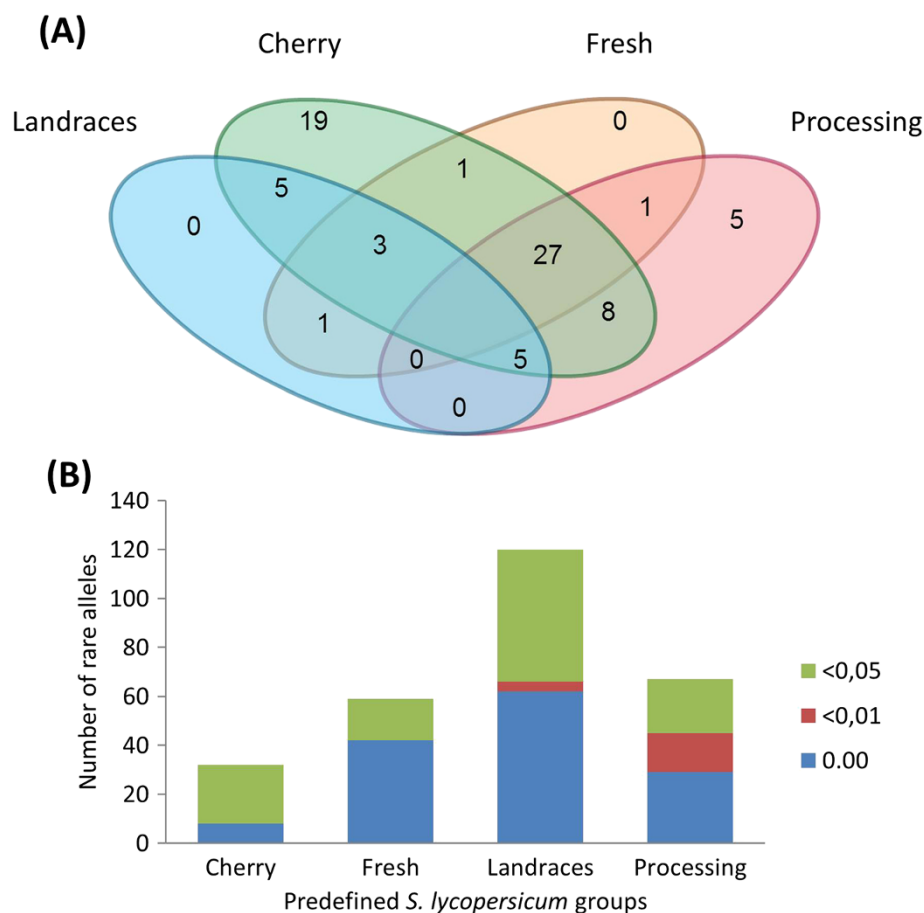 (A)
Cherry Fresh
Landraces Processing
19 0
1
5 1 5
0
3 27
8
1
0 5
0
(B)
140
120
100
80
60
40
20
0
Number of rare alleles
<0,05
<0,01
0.00
Cherry Fresh Landraces Processing
Predefined S. lycopersicum groups